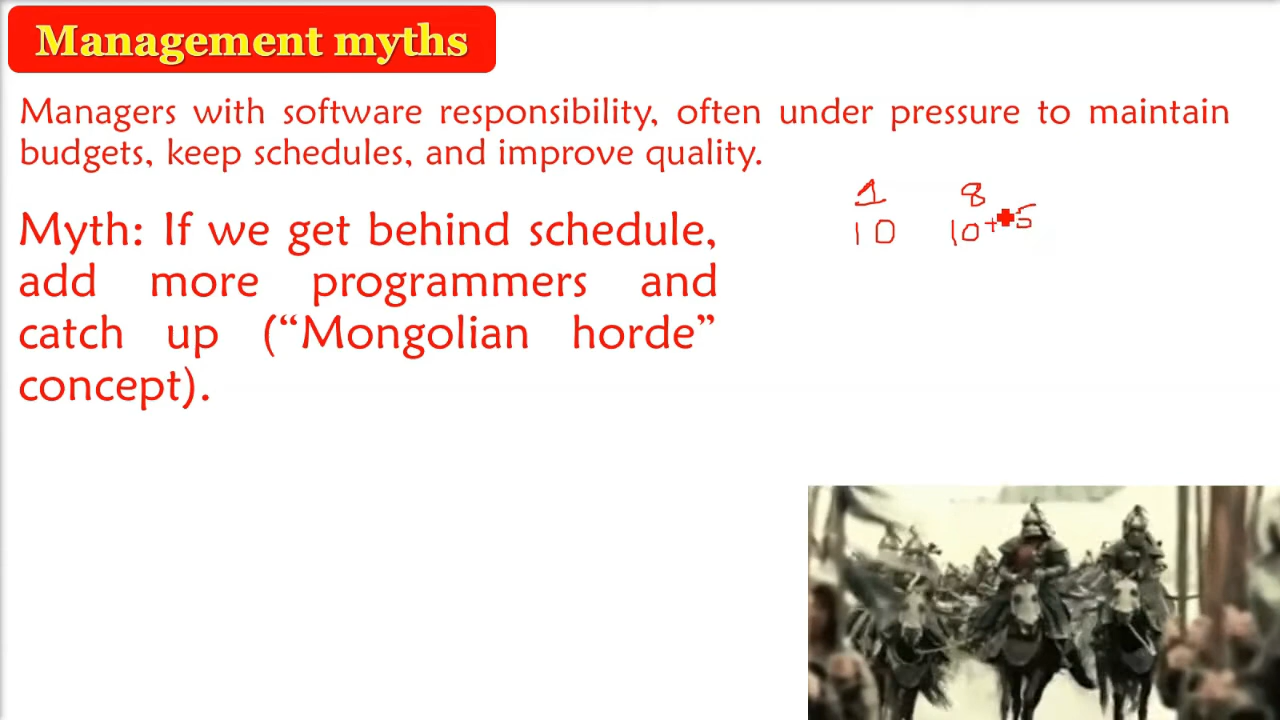 Management myths
Managers with software responsibility, often under pressure to maintain
budgets, keep schedules, and improve quality.
Myth: If we get behind schedule,
add more programmers and
catch up (“Mongolian horde”
concept).
1 8
10 10+5